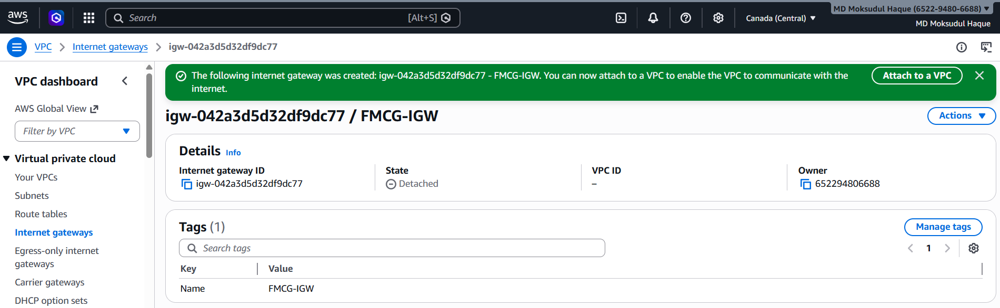 aws
Search
[Alt+S]
Canada (Central)
MD Moksudul Haque (6522-9480-6688)
MD Moksudul Haque
VPC
Internet gateways
igw-042a3d5d32df9dc77
VPC dashboard
AWS Global View
Filter by VPC
Virtual private cloud
Your VPCs
Subnets
Route tables
Internet gateways
Egress-only internet
gateways
Carrier gateways
DHCP option sets
The following internet gateway was created: igw-042a3d5d32df9dc77 - FMCG-IGW. You can now attach to a VPC to enable the VPC to communicate with the
internet.
Attach to a VPC
igw-042a3d5d32df9dc77 / FMCG-IGW
Actions
Details Info
Internet gateway ID
igw-042a3d5d32df9dc77
State
Detached
VPC ID
–
Owner
652294806688
Tags (1)
Manage tags
Search tags
1
Key Value
Name FMCG-IGW